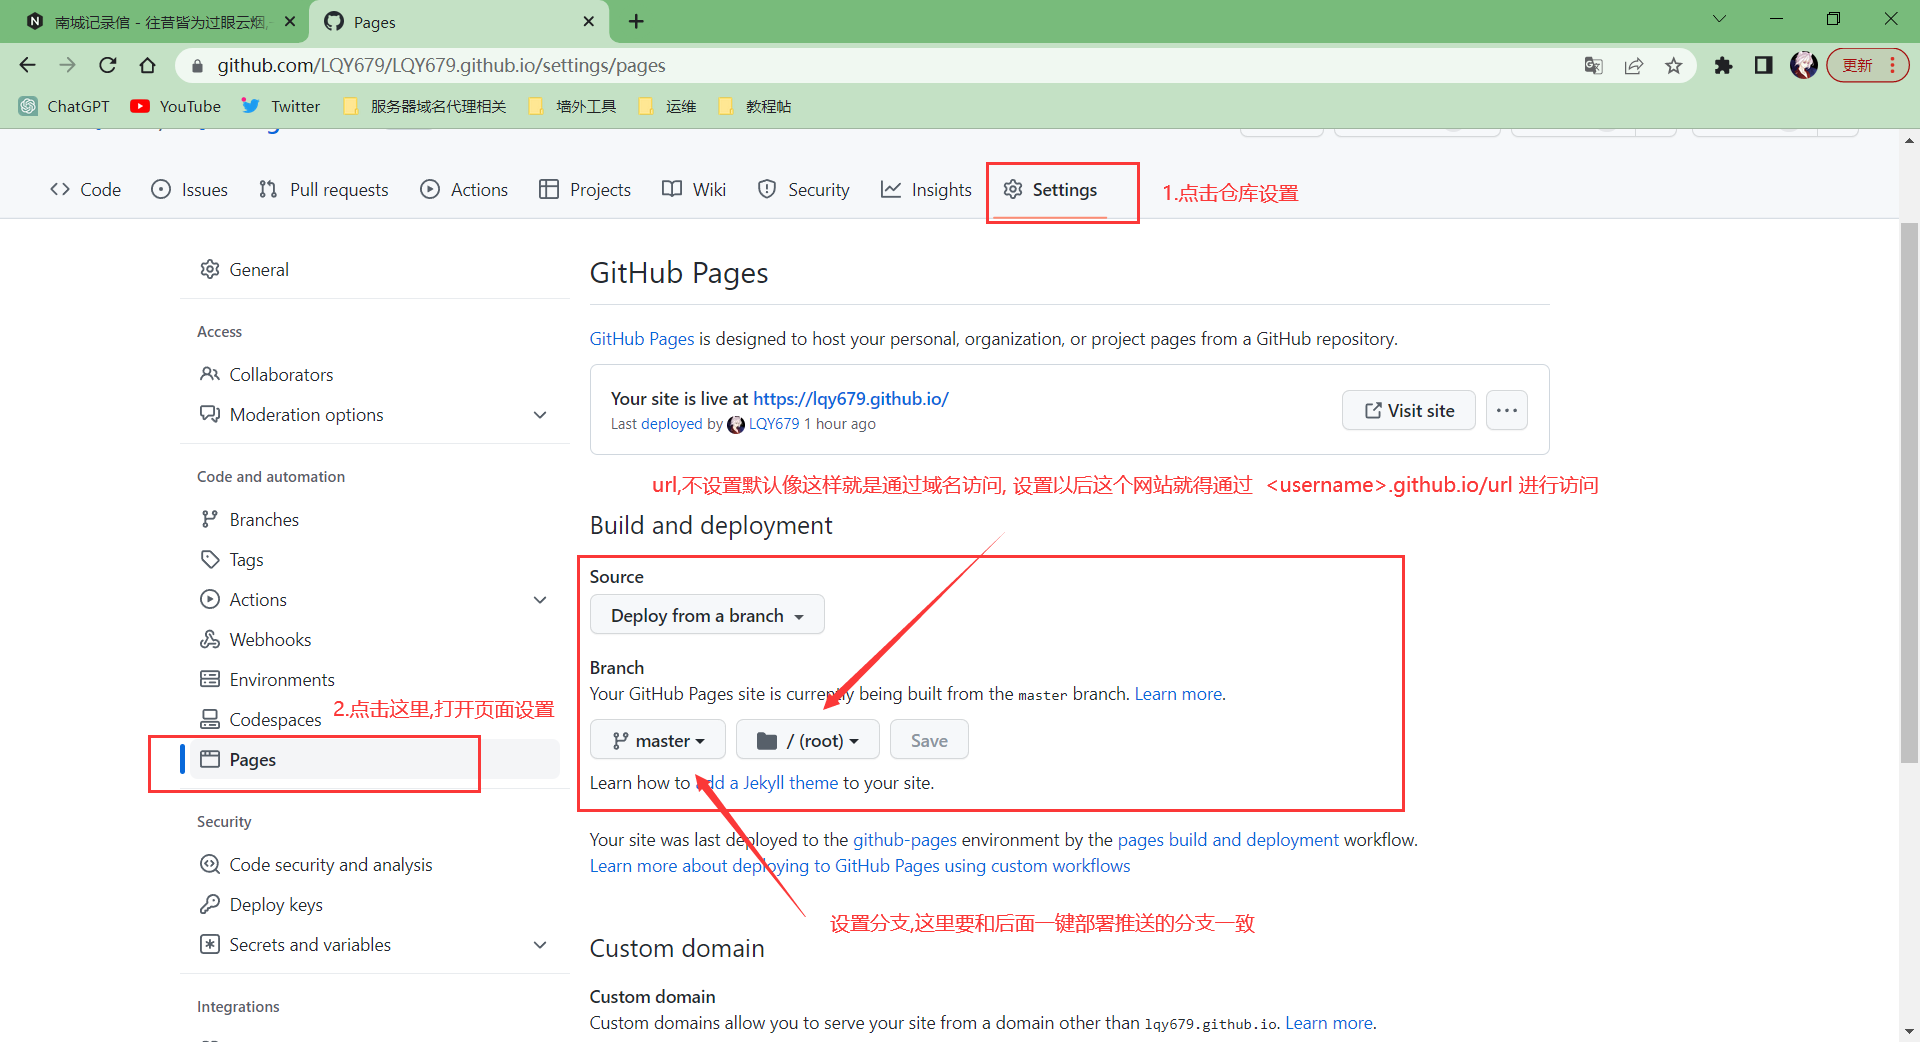 南城记录馆 - 往昔皆为过眼云烟,
Pages
github.com/LQY679/LQY679.github.io/settings/pages
更新
ChatGPT
YouTube
Twitter
服务器域名代理相关
墙外工具
运维
教程帖
Code
Issues
Pull requests
Actions
Projects
Wiki
Security
Insights
Settings
1.点击仓库设置
General
Access
Collaborators
Moderation options
Code and automation
Branches
Tags
Actions
Webhooks
Environments
Codespaces
2.点击这里,打开页面设置
Pages
Security
Code security and analysis
Deploy keys
Secrets and variables
Integrations
GitHub Pages
GitHub Pages is designed to host your personal, organization, or project pages from a GitHub repository.
Your site is live at https://lqy679.github.io/
Last deployed by LQY679 1 hour ago
Visit site
url,不设置默认像这样就是通过域名访问, 设置以后这个网站就得通过 <username>.github.io/url 进行访问
Build and deployment
Source
Deploy from a branch
Branch
Your GitHub Pages site is currently being built from the master branch. Learn more.
master
/ (root)
Save
Learn how to add a Jekyll theme to your site.
Your site was last deployed to the github-pages environment by the pages build and deployment workflow.
Learn more about deploying to GitHub Pages using custom workflows
设置分支,这里要和后面一键部署推送的分支一致
Custom domain
Custom domain
Custom domains allow you to serve your site from a domain other than lqy679.github.io. Learn more.